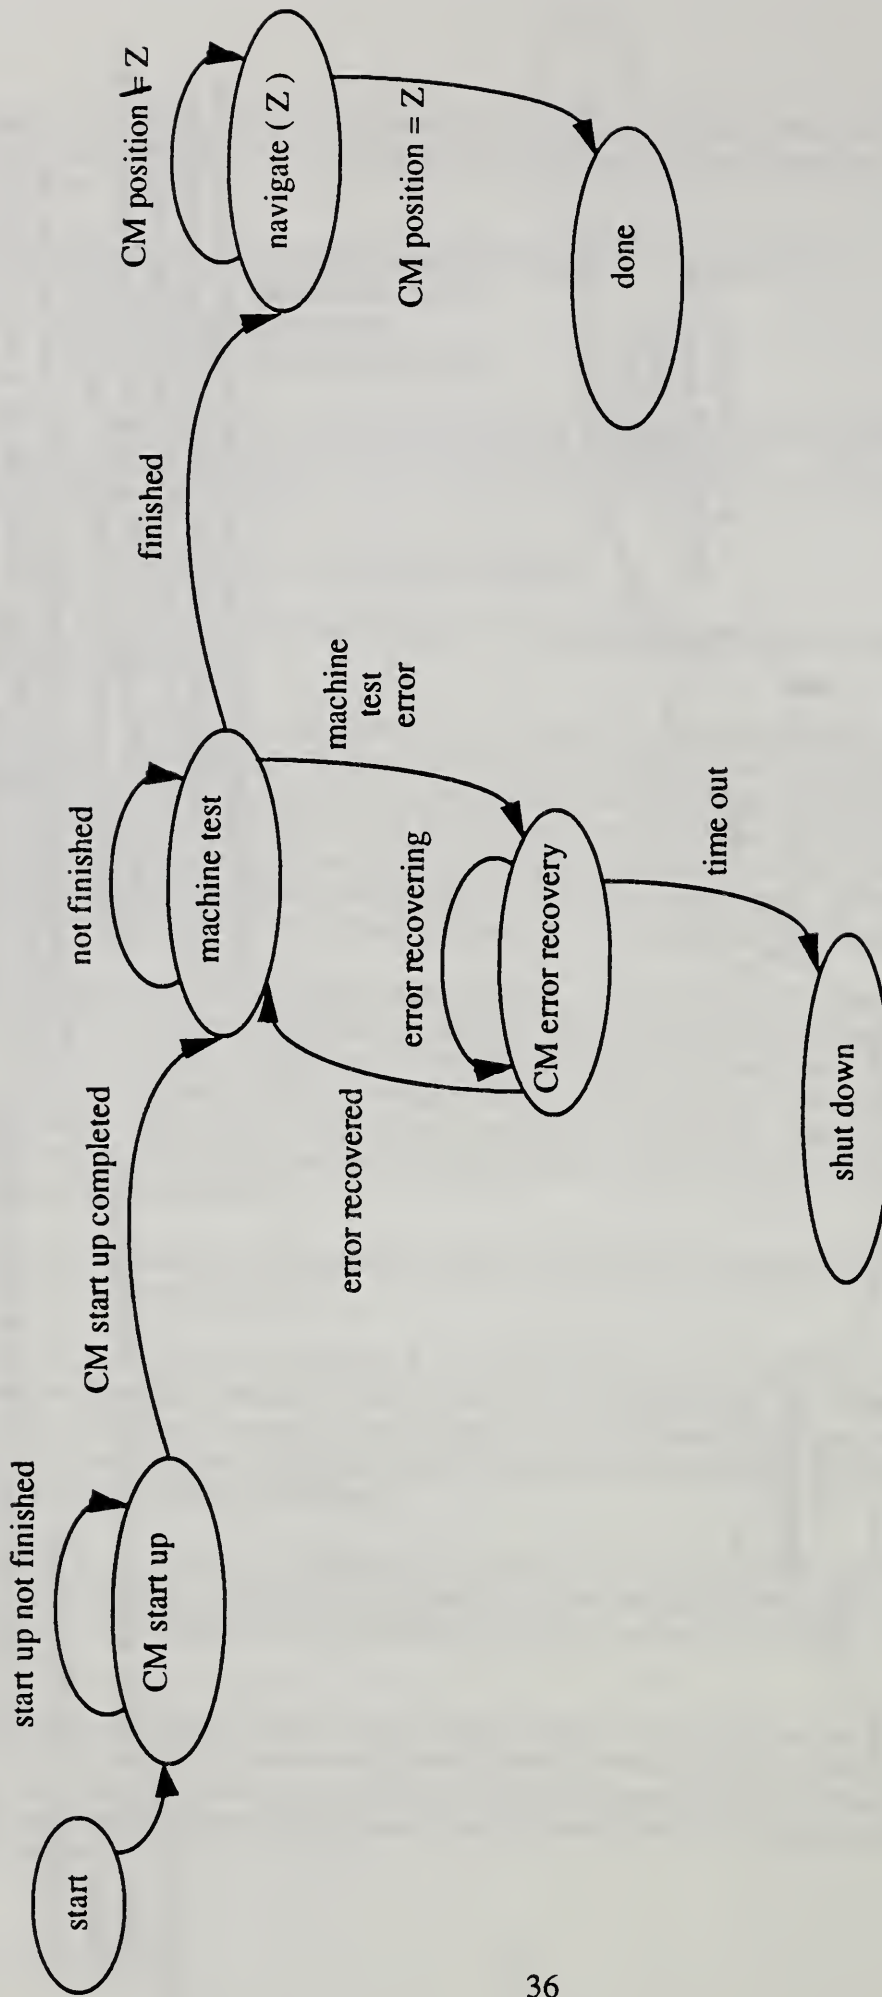 start
start up not finished
CM start up
CM start up completed
not finished
machine test
error recovered
error recovering
CM error recovery
machine
test
error
time out
shut down
finished
CM position ≠ Z
navigate ( Z )
CM position = Z
done
36